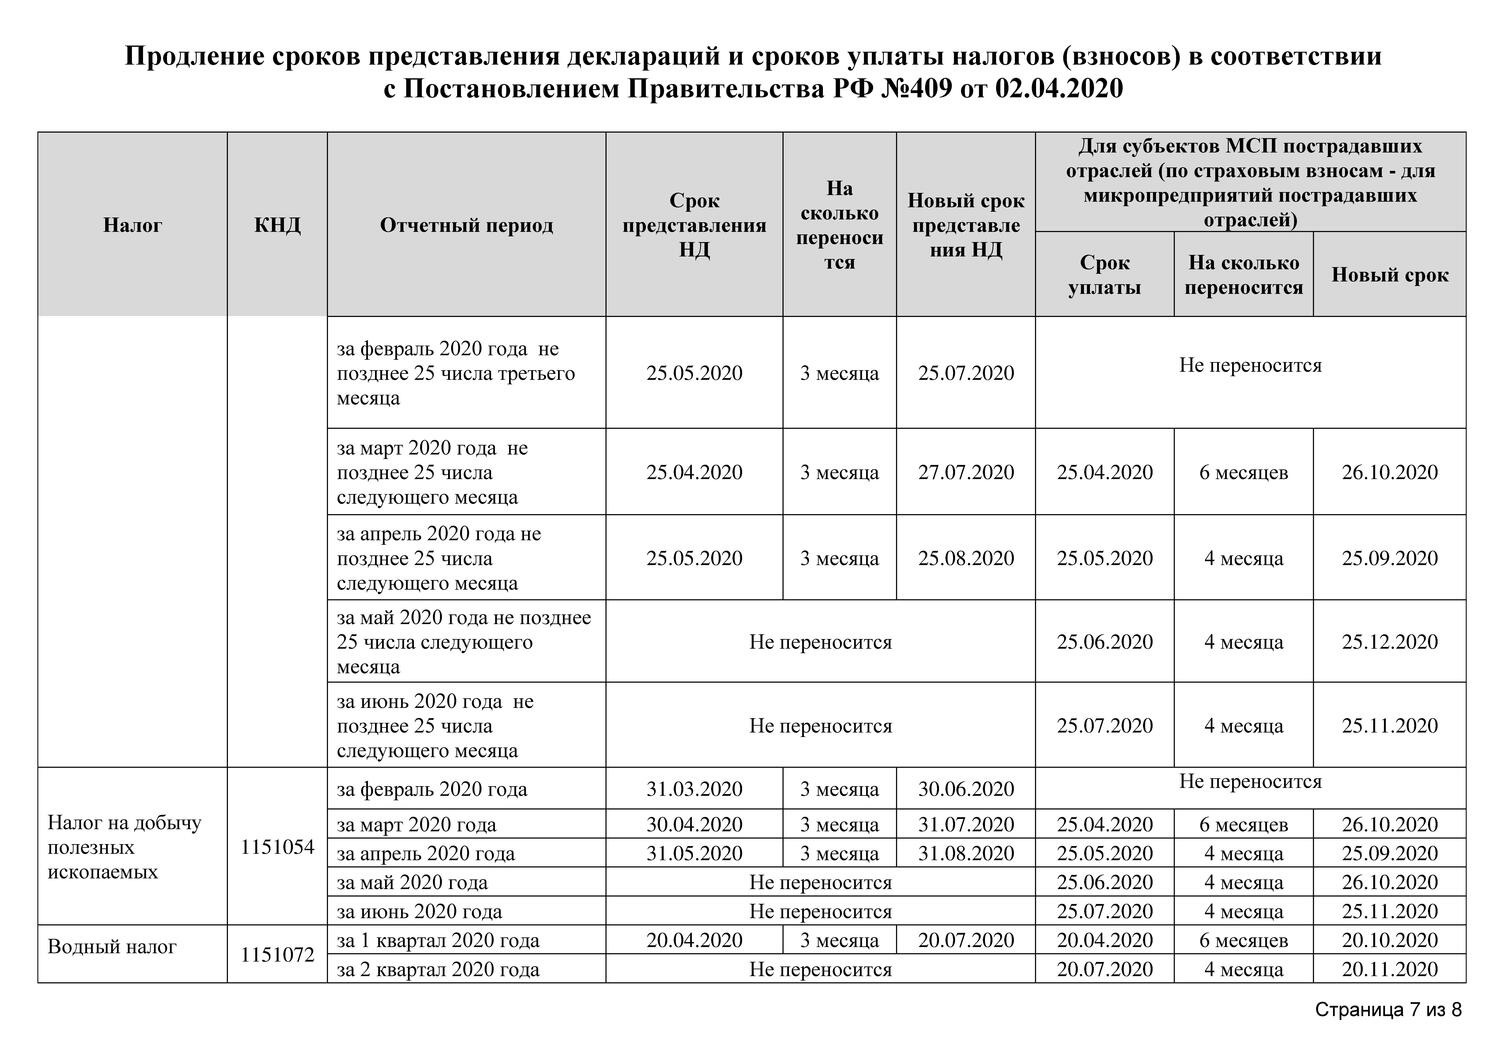 Продление сроков представления деклараций и сроков уплаты налогов (взносов) в соответствии
с Постановлением Правительства РФ №409 от 02.04.2020
Налог
КНД
Отчетный период
Срок
представления
НД
На
сколько
переноси
тся
Новый срок
представле
ния НД
Для субъектов МСП пострадавших
отраслей (по страховым взносам - для
микропредприятий пострадавших
отраслей)
Срок
уплаты
На сколько
переносится
Новый срок
за февраль 2020 года  не
позднее 25 числа третьего
месяца
25.05.2020
3 месяца
25.07.2020
Не переносится
за март 2020 года  не
позднее 25 числа
следующего месяца
25.04.2020
3 месяца
27.07.2020
25.04.2020
6 месяцев
26.10.2020
за апрель 2020 года не
позднее 25 числа
следующего месяца
25.05.2020
3 месяца
25.08.2020
25.05.2020
4 месяца
25.09.2020
за май 2020 года не позднее
25 числа следующего
месяца
Не переносится
25.06.2020
4 месяца
25.12.2020
за июнь 2020 года  не
позднее 25 числа
следующего месяца
Не переносится
25.07.2020
4 месяца
25.11.2020
Налог на добычу
полезных
ископаемых
1151054
за февраль 2020 года
31.03.2020
3 месяца
30.06.2020
Не переносится
за март 2020 года
30.04.2020
3 месяца
31.07.2020
25.04.2020
6 месяцев
26.10.2020
за апрель 2020 года
31.05.2020
3 месяца
31.08.2020
25.05.2020
4 месяца
25.09.2020
за май 2020 года
Не переносится
25.06.2020
4 месяца
26.10.2020
за июнь 2020 года
Не переносится
25.07.2020
4 месяца
25.11.2020
Водный налог
1151072
за 1 квартал 2020 года
20.04.2020
3 месяца
20.07.2020
20.04.2020
6 месяцев
20.10.2020
за 2 квартал 2020 года
Не переносится
20.07.2020
4 месяца
20.11.2020
Страница 7 из 8